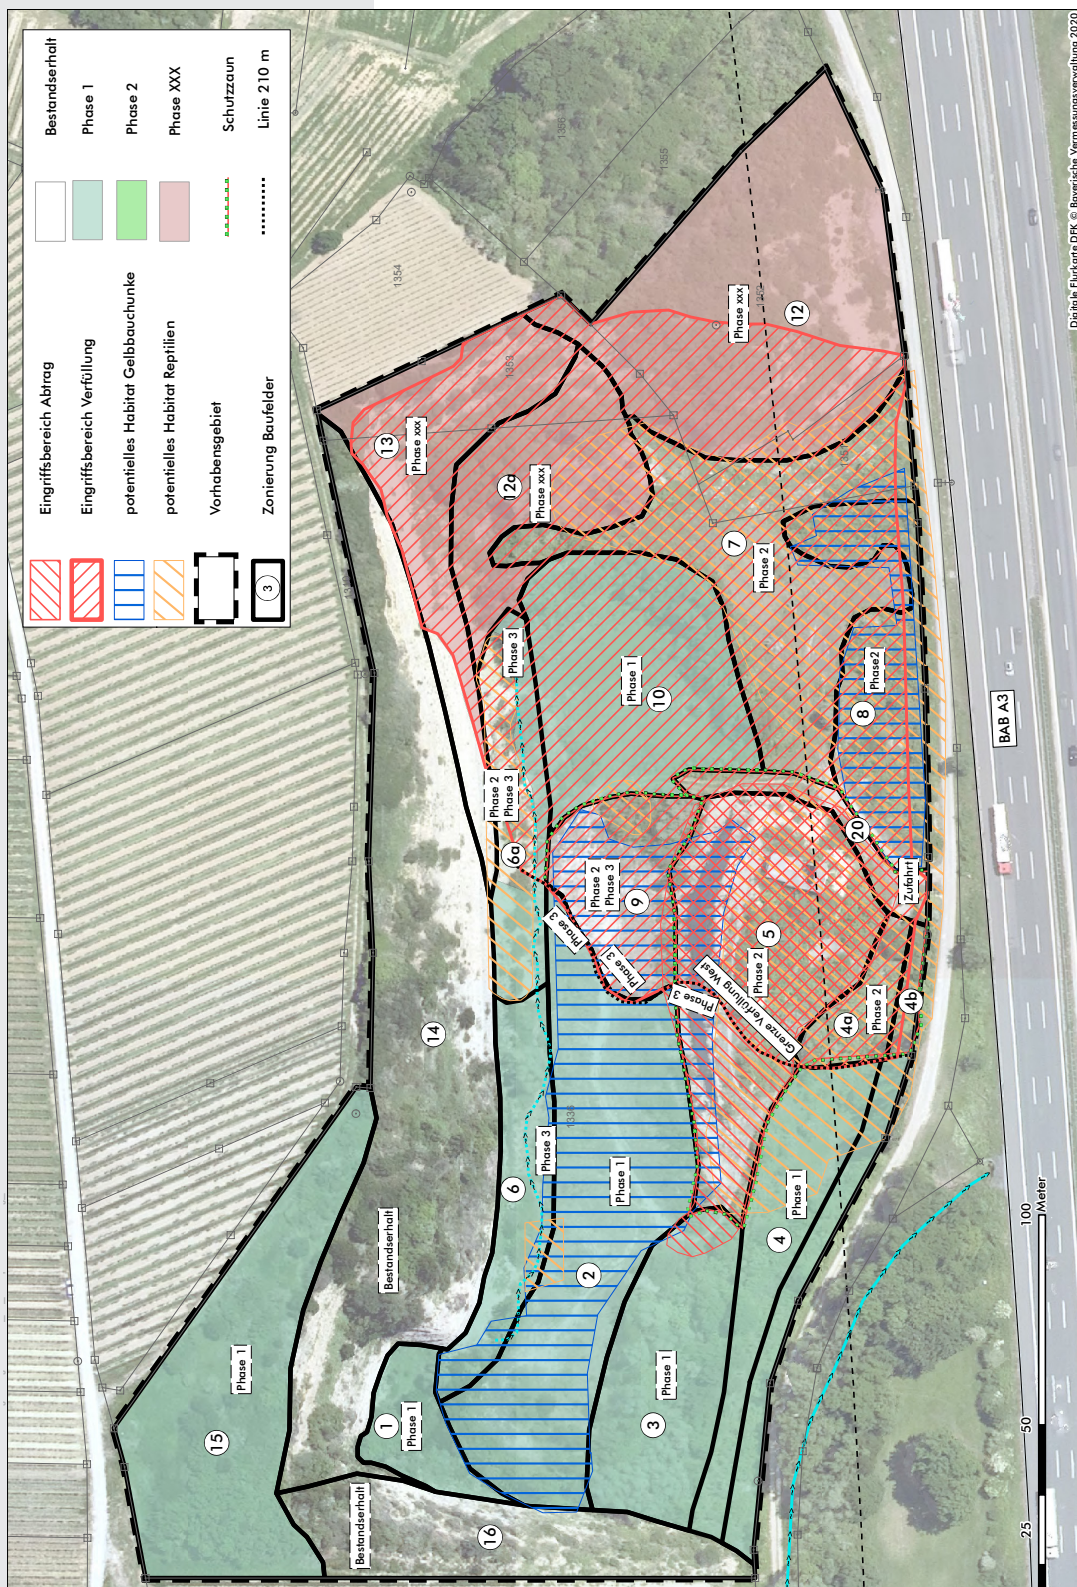 Eingriffsbereich Abtrag
Eingriffsbereich Verfüllung
potentielles Habitat Gelbbauchunke
potentielles Habitat Reptilien
Vorhabensgebiet
3
Zonierung Baufelder
Bestandserhalt
Phase 1
Phase 2
Phase XXX
Schutzzaun
Linie 210 m
15
Phase 1
Bestandserhalt
16
1
Phase 1
Bestandserhalt
14
3
Phase 1
2
Phase 1
6
Phase 3
4
Phase 1
1338
Phase 3
Phase 3
Phase 3
Grenze Verfüllung West
4a
Phase 2
4b
5
Phase 2
9
Phase 2
Phase 3
6a
Phase 2
Phase 3
Phase 3
Zufahrt
20
8
Phase2
10
Phase 1
7
Phase 2
12a
Phase xxx
13
Phase xxx
12
Phase xxx
1351
1353
1354
1355
1356
BAB A3
25
50
100
Meter
Digitale Flurkarte DFK © Bayerische Vermessungsverwaltung 2020